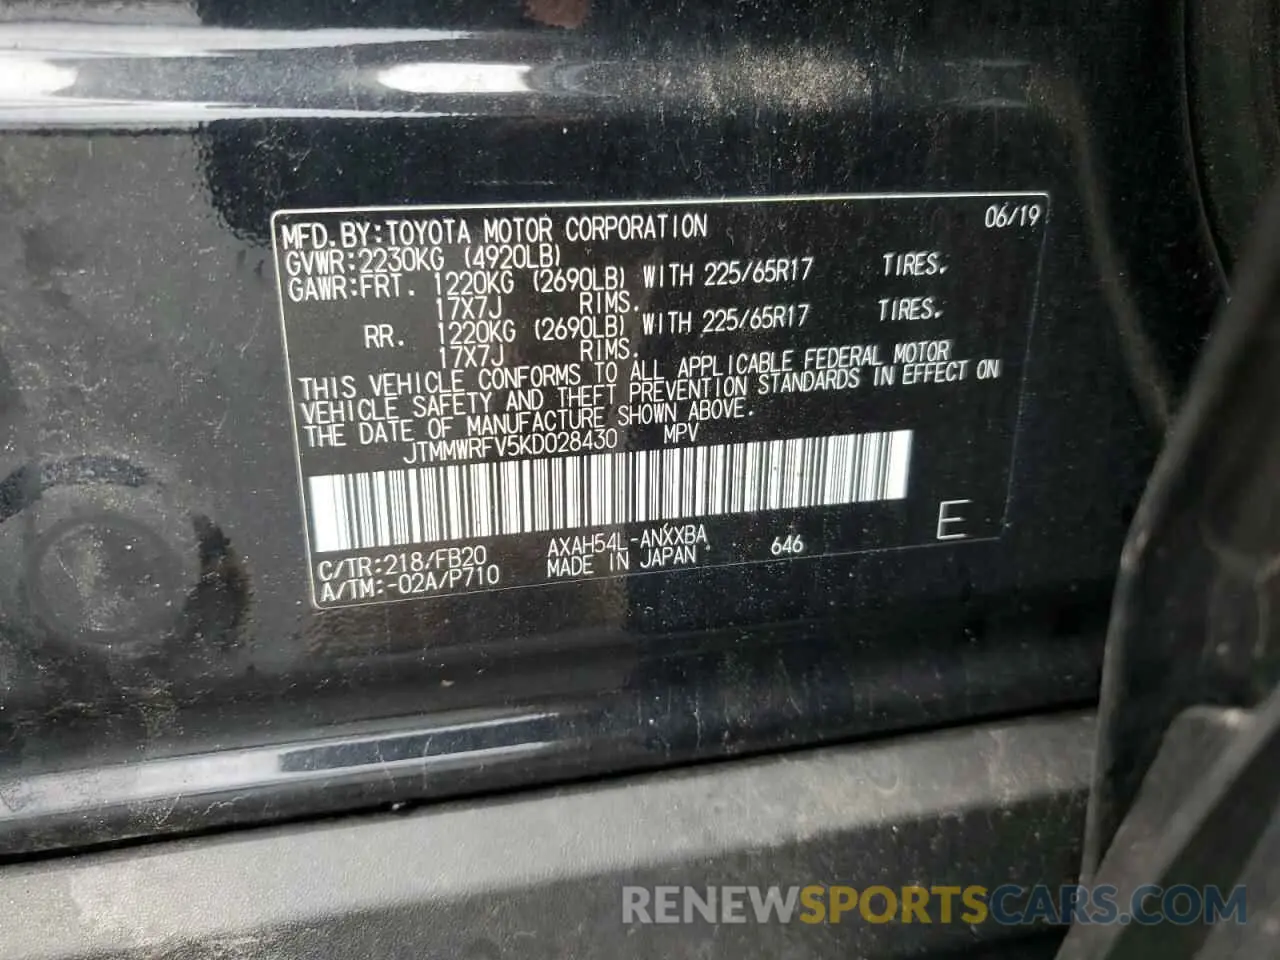 MFD.BY:TOYOTA MOTOR CORPORATION 06/19
GVWR:2230KG (4920LB)
GAWR:FRT. 1220KG (2690LB) WITH 225/65R17 TIRES.
17X7J RIMS.
RR. 1220KG (2690LB) WITH 225/65R17 TIRES.
17X7J RIMS.
THIS VEHICLE CONFORMS TO ALL APPLICABLE FEDERAL MOTOR
VEHICLE SAFETY AND THEFT PREVENTION STANDARDS IN EFFECT ON
THE DATE OF MANUFACTURE SHOWN ABOVE.
JTMMWRFV5KD028430 MPV
C/TR:218/FB20 AXAH54L-ANXXBA 646 E
A/TM:-02A/P710 MADE IN JAPAN
RENEWSPORTSCARS.COM